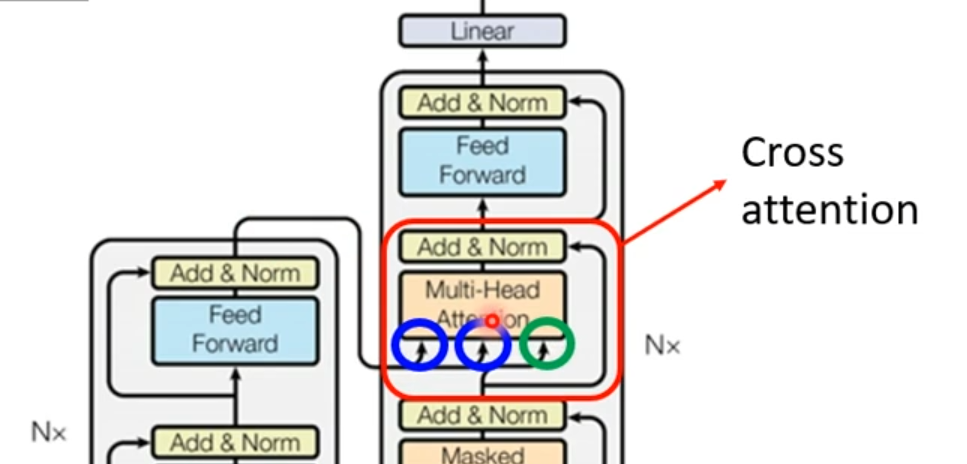 Linear
Add & Norm
Feed
Forward
Cross
attention
Add & Norm
Multi-Head
Attention
Nx
Add & Norm
Feed
Forward
Nx
Add & Norm
Add & Norm
Masked